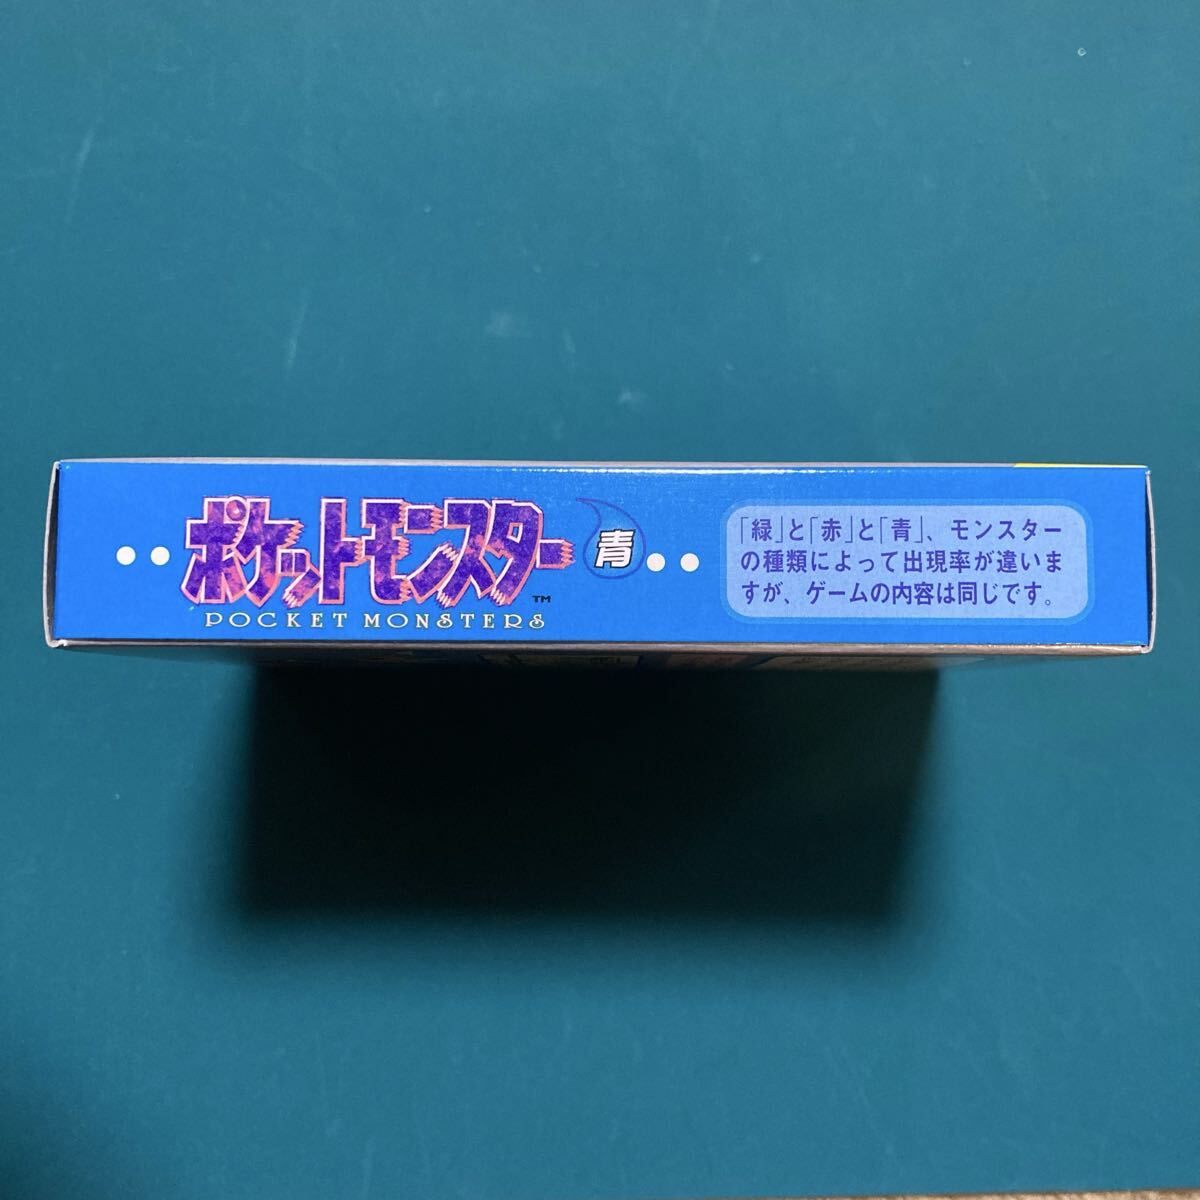 ポケットモンスター
TM
POCKET MONSTERS
青
「緑」と「赤」と「青」、モンスター
の種類によって出現率が違いま
すが、ゲームの内容は同じです。